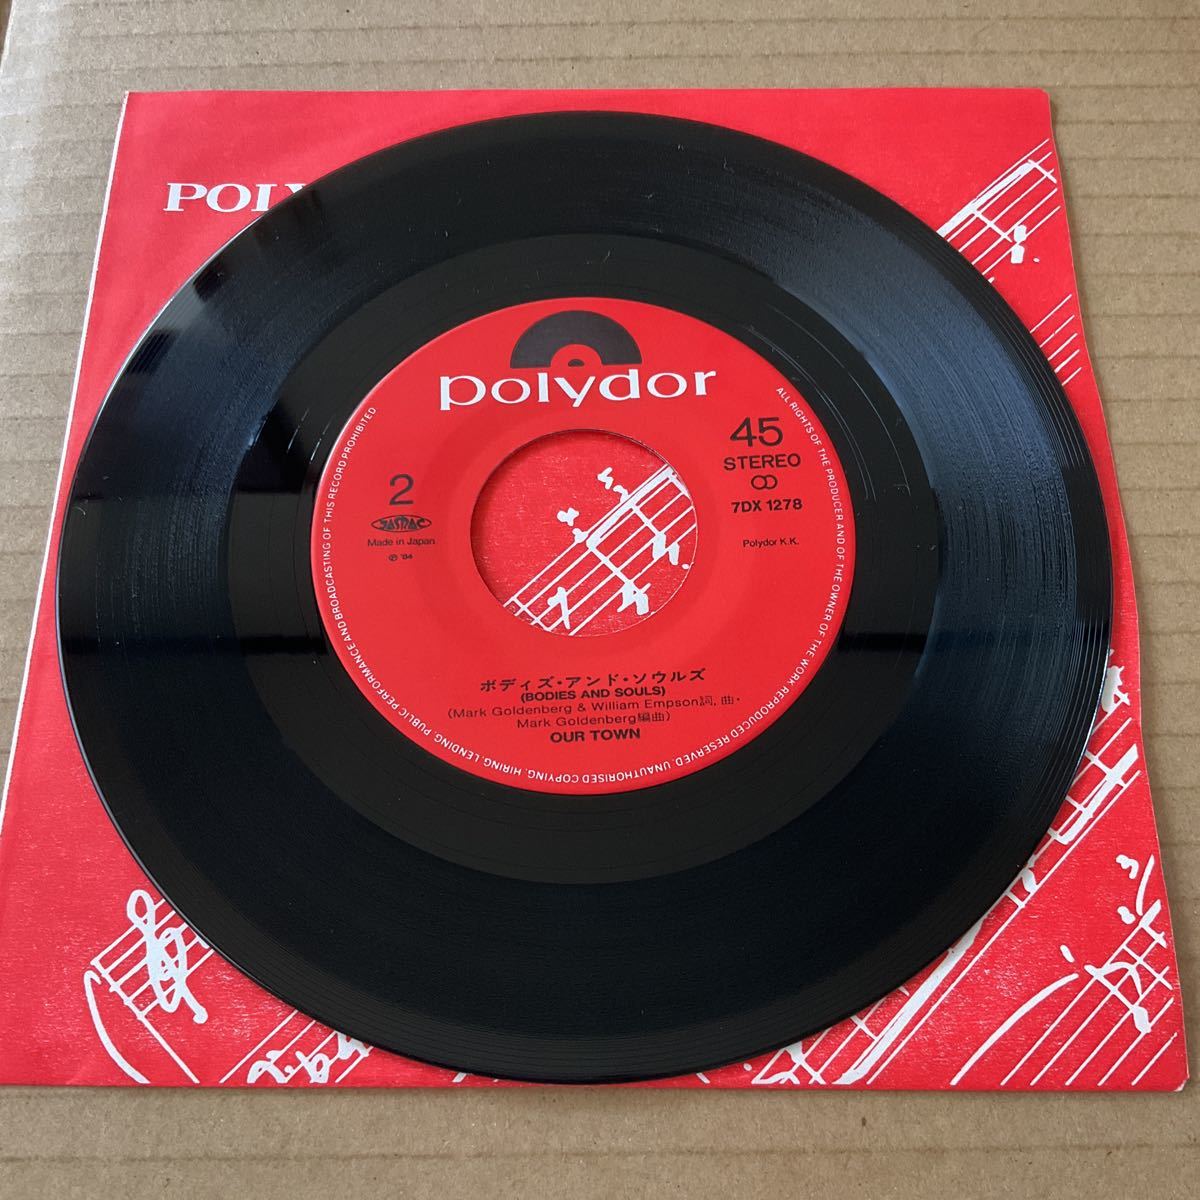 POLY
polydor
45
STEREO
7DX 1278
Polydor K.K.
2
JASRAC
Made in Japan
℗ '84
ボディズ・アンド・ソウルズ
(BODIES AND SOULS)
(Mark Goldenberg & William Empson詞, 曲・
Mark Goldenberg編曲)
OUR TOWN
ALL RIGHTS OF THE PRODUCER AND OF THE OWNER OF THE WORK REPRODUCED RESERVED. UNAUTHORISED COPYING, HIRING, LENDING, PUBLIC PERFORMANCE AND BROADCASTING OF THIS RECORD PROHIBITED